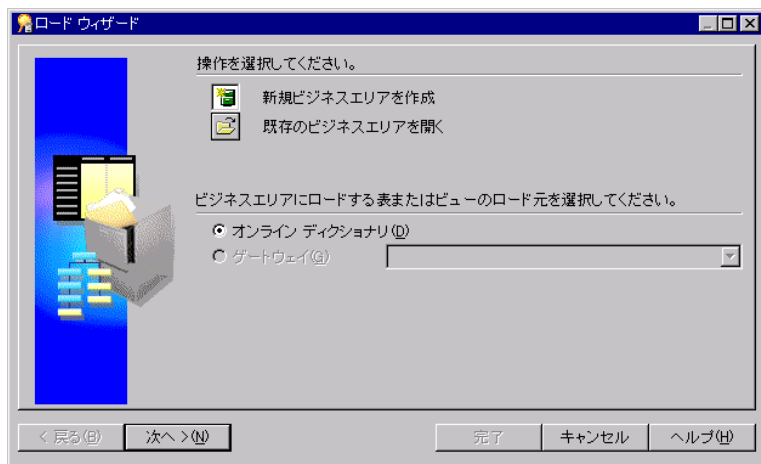 ロード ウィザード
操作を選択してください。
新規ビジネスエリアを作成
既存のビジネスエリアを開く
ビジネスエリアにロードする表またはビューのロード元を選択してください。
オンライン ディクショナリ(D)
ゲートウェイ(G)
< 戻る(B) 次へ >(N) 完了 キャンセル ヘルプ(H)